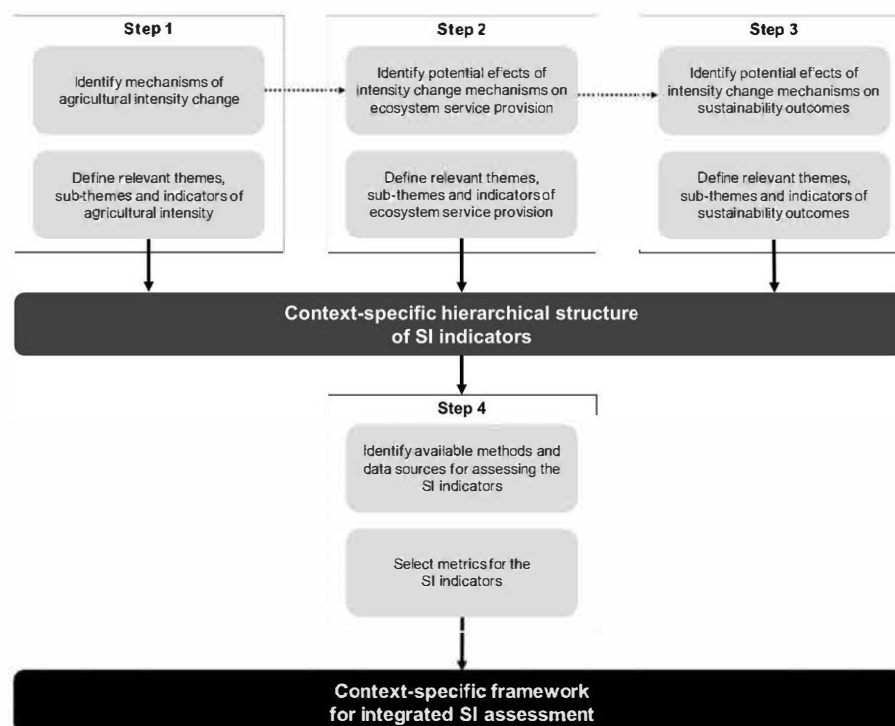 Step 1
Identify mechanisms of
agricultural intensity change
Define relevant themes,
sub-themes and indicators of
agricultural intensity
Step 2
Identify potential effects of
intensity change mechanisms on
ecosystem service provision
Define relevant themes,
sub-themes and indicators of
ecosystem service provision
Step 3
Identify potential effects of
intensity change mechanisms on
sustainability outcomes
Define relevant themes,
sub-themes and indicators of
sustainability outcomes
Context-specific hierarchical structure
of SI indicators
Step 4
Identify available methods and
data sources for assessing the
SI indicators
Select metrics for the
SI indicators
Context-specific framework
for integrated SI assessment